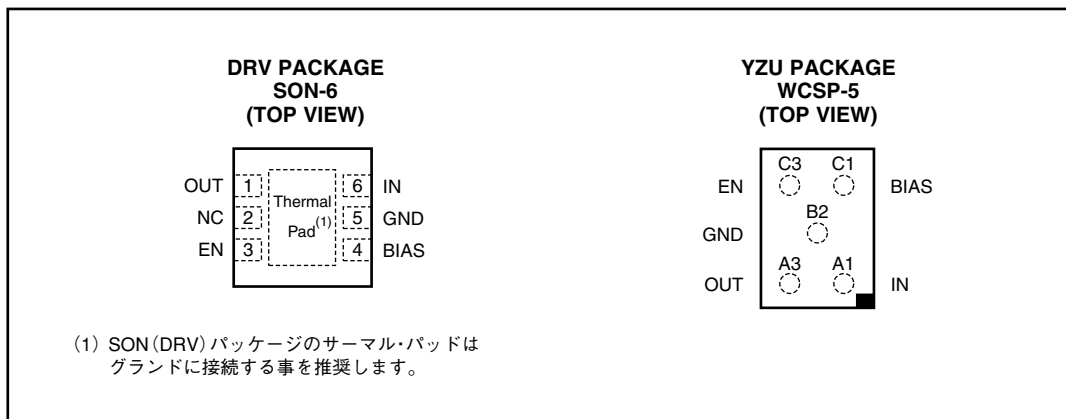 DRV PACKAGE
SON-6
(TOP VIEW)
OUT 1 6 IN
NC 2 Thermal Pad(1) 5 GND
EN 3 4 BIAS
(1) SON(DRV)パッケージのサーマル・パッドは
グランドに接続する事を推奨します。
YZU PACKAGE
WCSP-5
(TOP VIEW)
C3 C1
EN BIAS
B2
GND
A3 A1
OUT IN